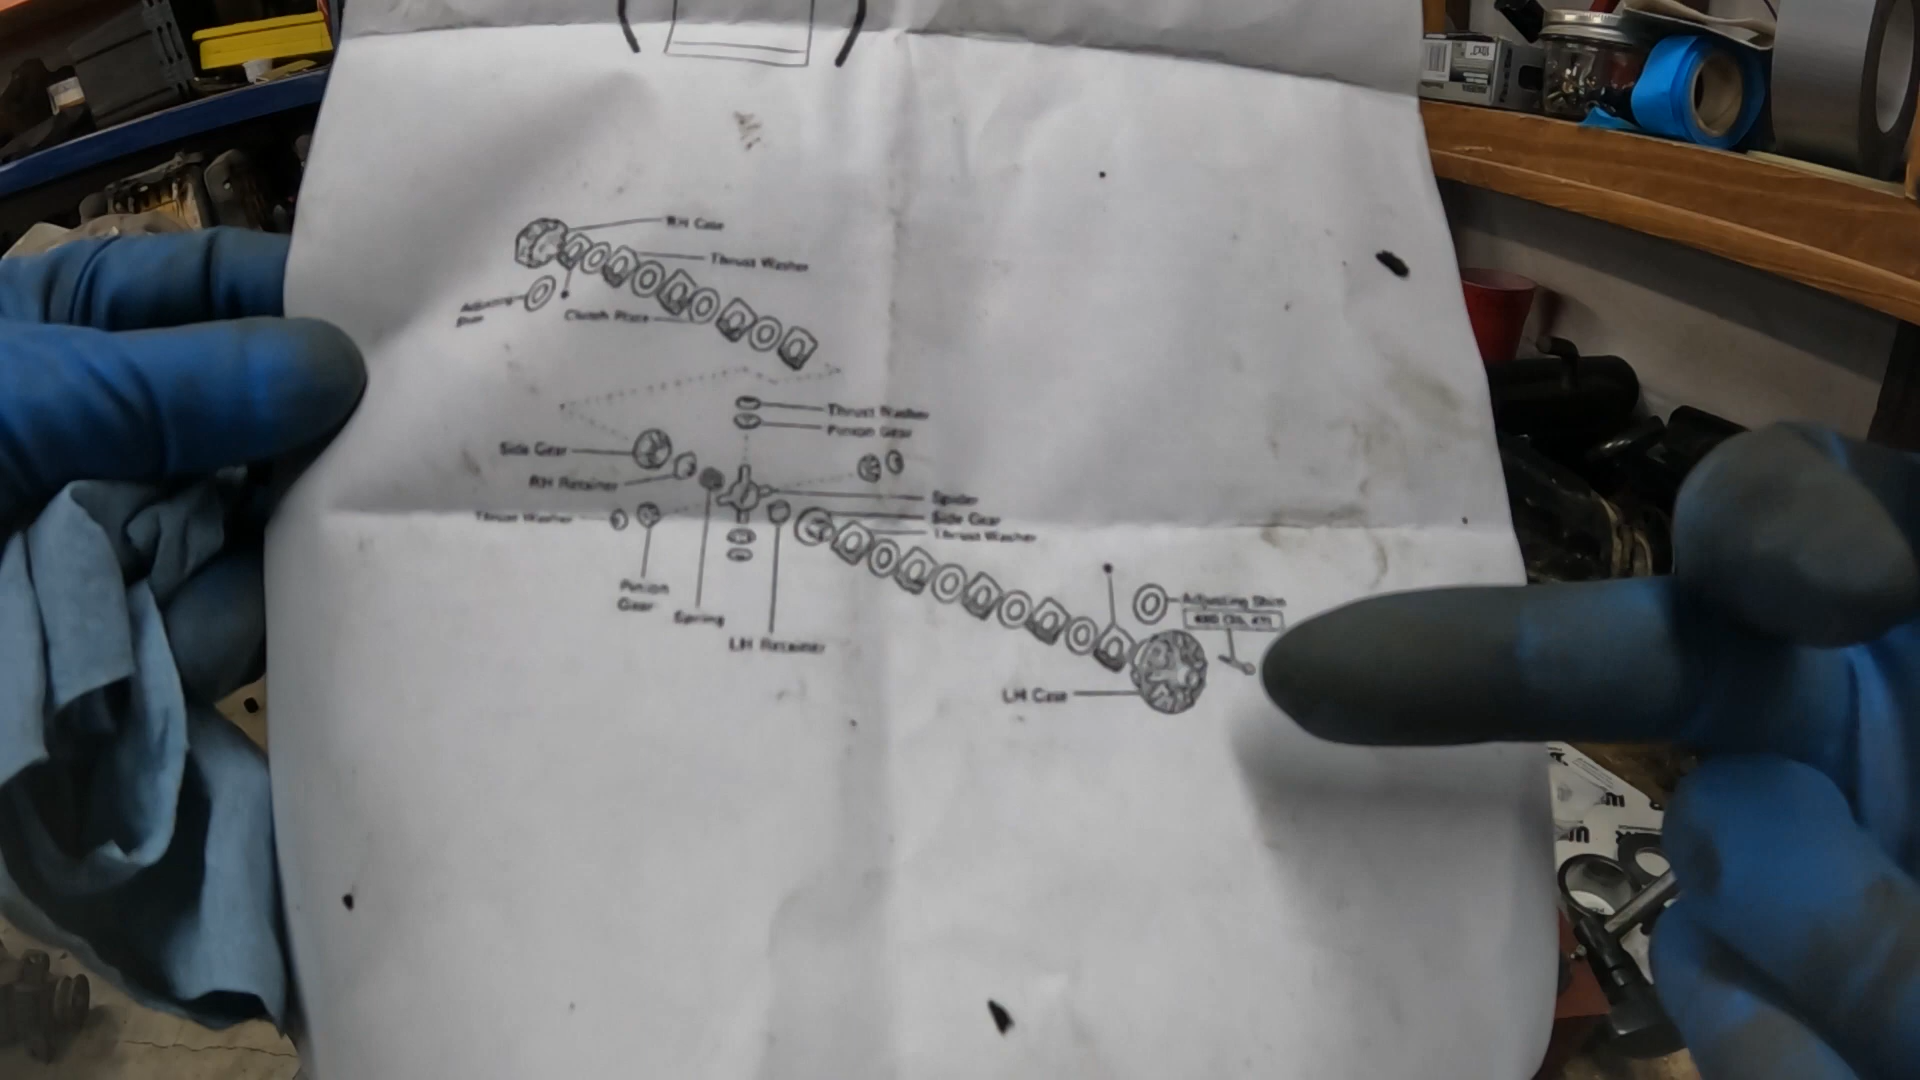 RH Case
Thrust Washer
Adjusting
Shim
Clutch Plate
Thrust Washer
Pinion Gear
Side Gear
RH Retainer
Spider
Side Gear
Thrust Washer
Thrust Washer
Pinion
Gear
Spring
LH Retainer
Adjusting Shim
LH Case